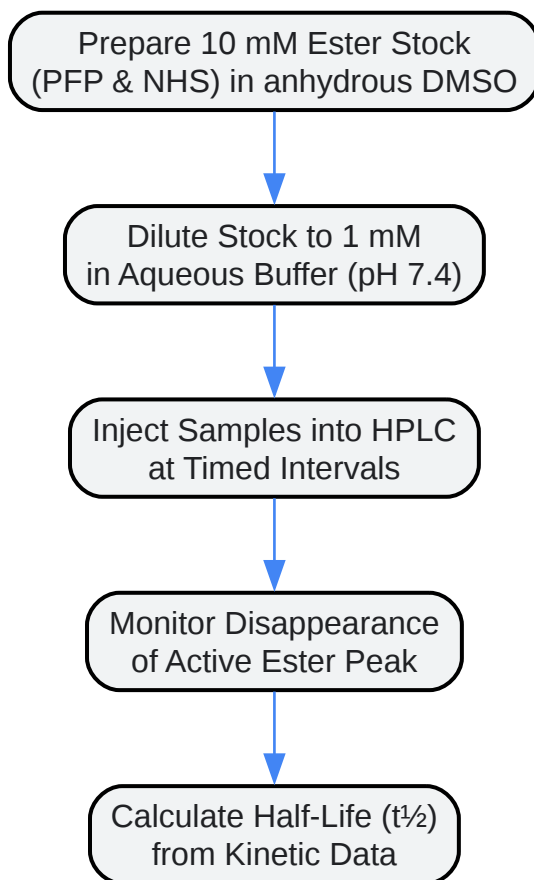 Prepare 10 mM Ester Stock
(PFP & NHS) in anhydrous DMSO
Dilute Stock to 1 mM
in Aqueous Buffer (pH 7.4)
Inject Samples into HPLC
at Timed Intervals
Monitor Disappearance
of Active Ester Peak
Calculate Half-Life (t½)
from Kinetic Data